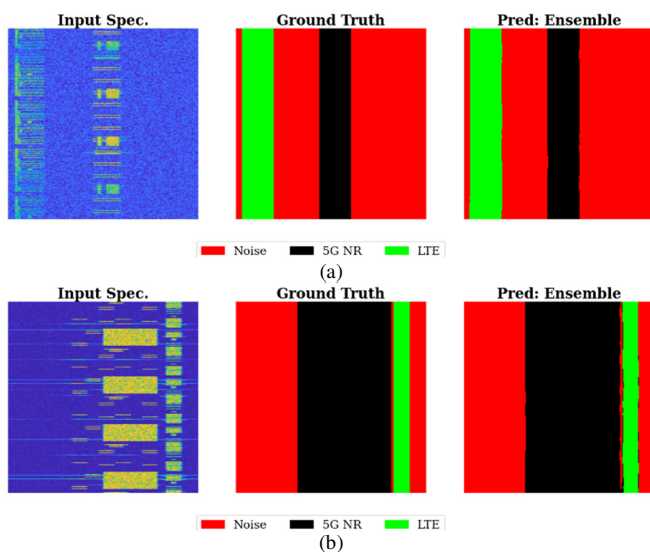 Input Spec. Ground Truth Pred: Ensemble
Noise 5G NR LTE
(a)
Input Spec. Ground Truth Pred: Ensemble
Noise 5G NR LTE
(b)